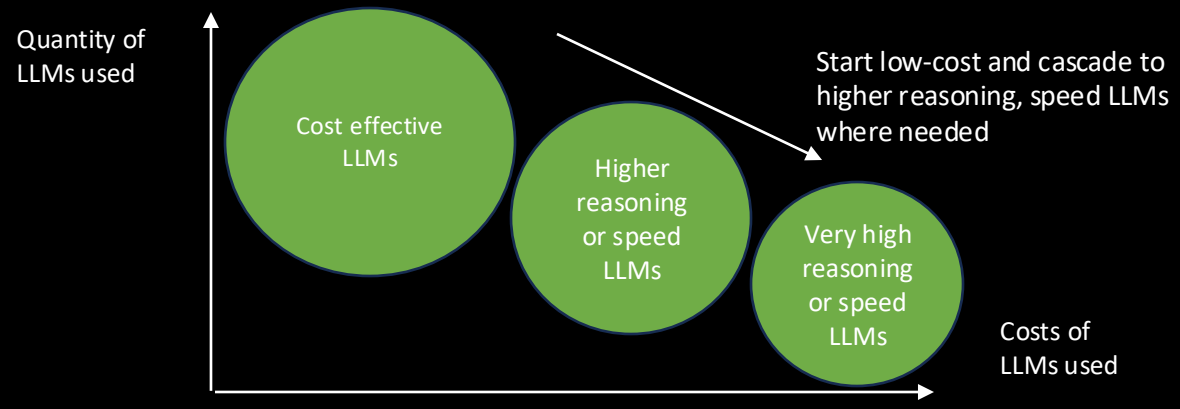 Quantity of
LLMs used
Cost effective
LLMs
Higher
reasoning
or speed
LLMs
Very high
reasoning
or speed
LLMs
Start low-cost and cascade to
higher reasoning, speed LLMs
where needed
Costs of
LLMs used